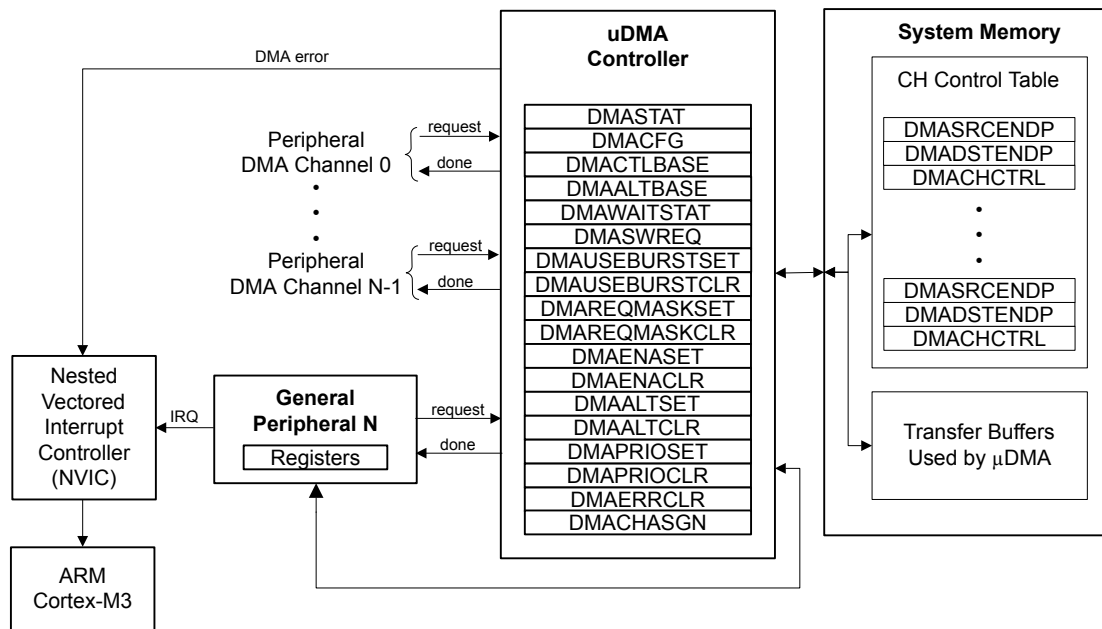 uDMA
Controller
System Memory
DMA error
CH Control Table
DMASTAT
DMACFG
DMACTLBASE
DMAALTBASE
DMAWAITSTAT
DMASWREQ
DMAUSEBURSTSET
DMAUSEBURSTCLR
DMAREQMASKSET
DMAREQMASKCLR
DMAENASET
DMAENACLR
DMAALTSET
DMAALTCLR
DMAPRIOSET
DMAPRIOCLR
DMAERRCLR
DMACHASGN
Peripheral
DMA Channel 0
request
done
Peripheral
DMA Channel N-1
request
done
DMASRCENDP
DMADSTENDP
DMACHCTRL
DMASRCENDP
DMADSTENDP
DMACHCTRL
Transfer Buffers
Used by μDMA
Nested
Vectored
Interrupt
Controller
(NVIC)
IRQ
General
Peripheral N
Registers
request
done
ARM
Cortex-M3